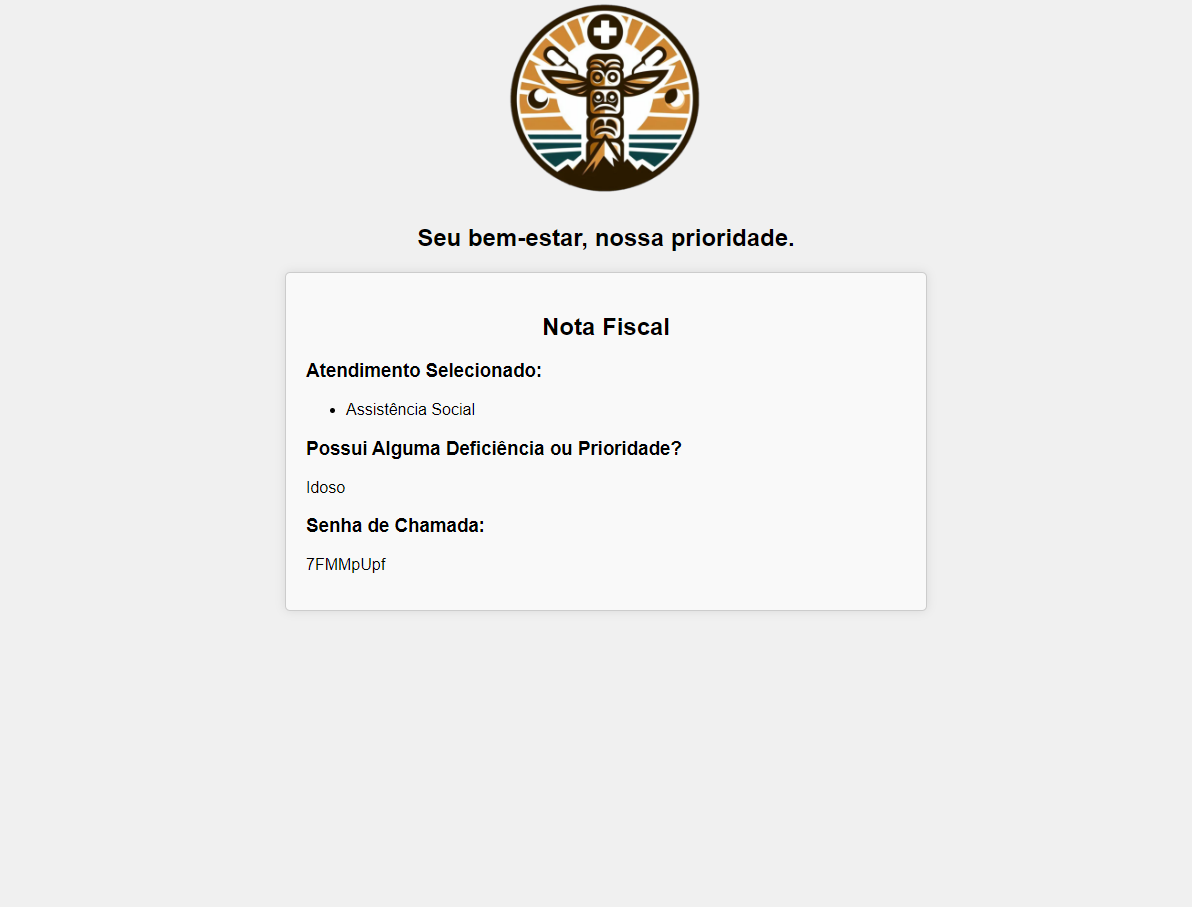 Seu bem-estar, nossa prioridade.
Nota Fiscal
Atendimento Selecionado:
Assistência Social
Possui Alguma Deficiência ou Prioridade?
Idoso
Senha de Chamada:
7FMMpUpf